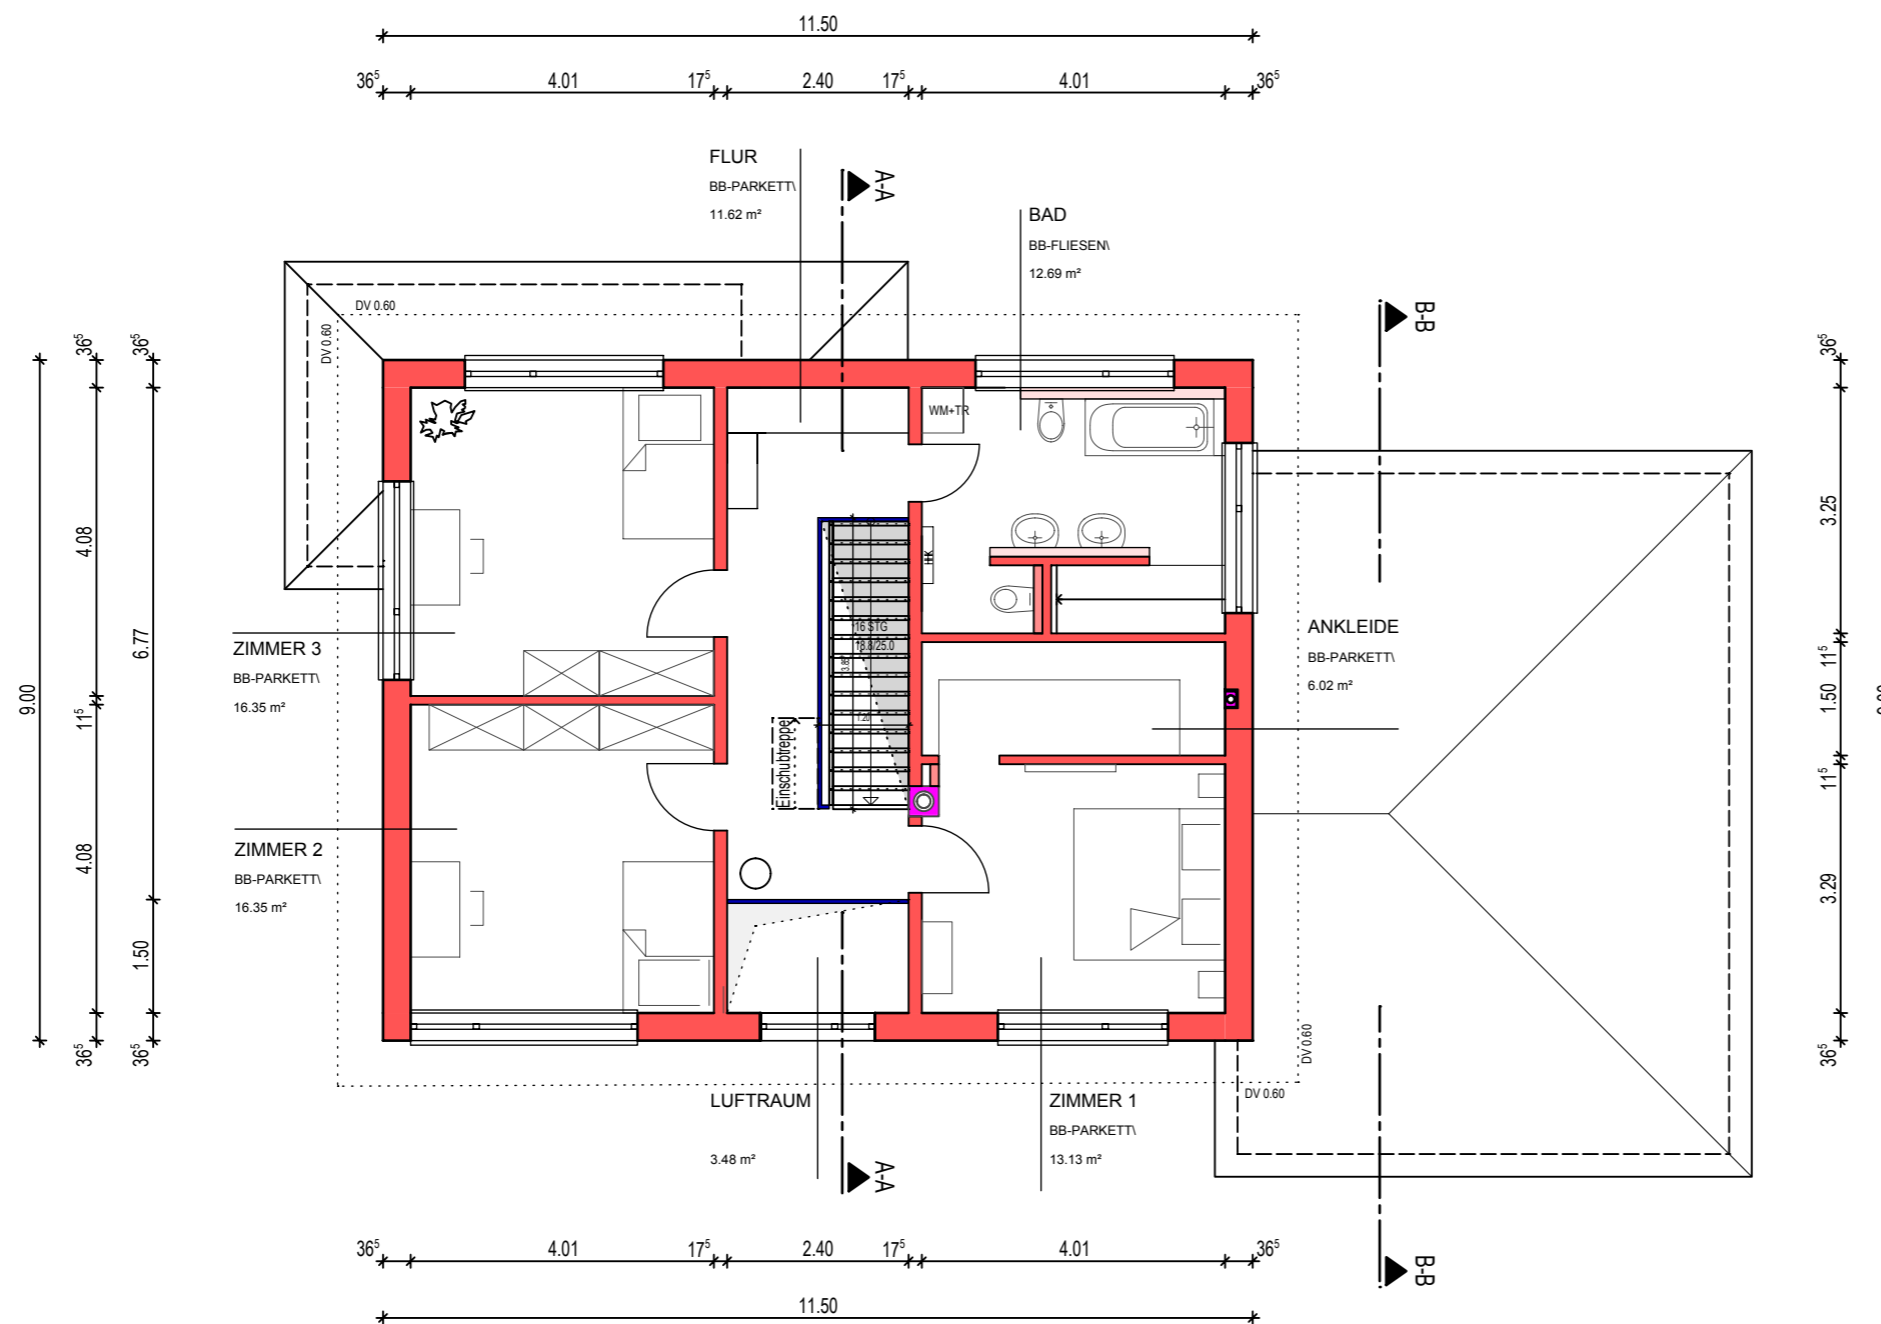 11.50
36⁵ 4.01 17⁵ 2.40 17⁵ 4.01 36⁵
FLUR
BB-PARKETT\
11.62 m²
A-A
BAD
BB-FLIESEN\
12.69 m²
B-B
DV 0.60
DV 0.60
36⁵
36⁵
36⁵
WM+TR
HK
4.08
6.77
9.00
11⁵
4.08
1.50
36⁵
36⁵
3.25
11⁵
1.50
11⁵
3.29
36⁵
ZIMMER 3
BB-PARKETT\
16.35 m²
16 STG
18.8/25.0
1.20
Einschubtreppe
ANKLEIDE
BB-PARKETT\
6.02 m²
ZIMMER 2
BB-PARKETT\
16.35 m²
DV 0.60
DV 0.60
LUFTRAUM
3.48 m²
A-A
ZIMMER 1
BB-PARKETT\
13.13 m²
B-B
36⁵ 4.01 17⁵ 2.40 17⁵ 4.01 36⁵
11.50